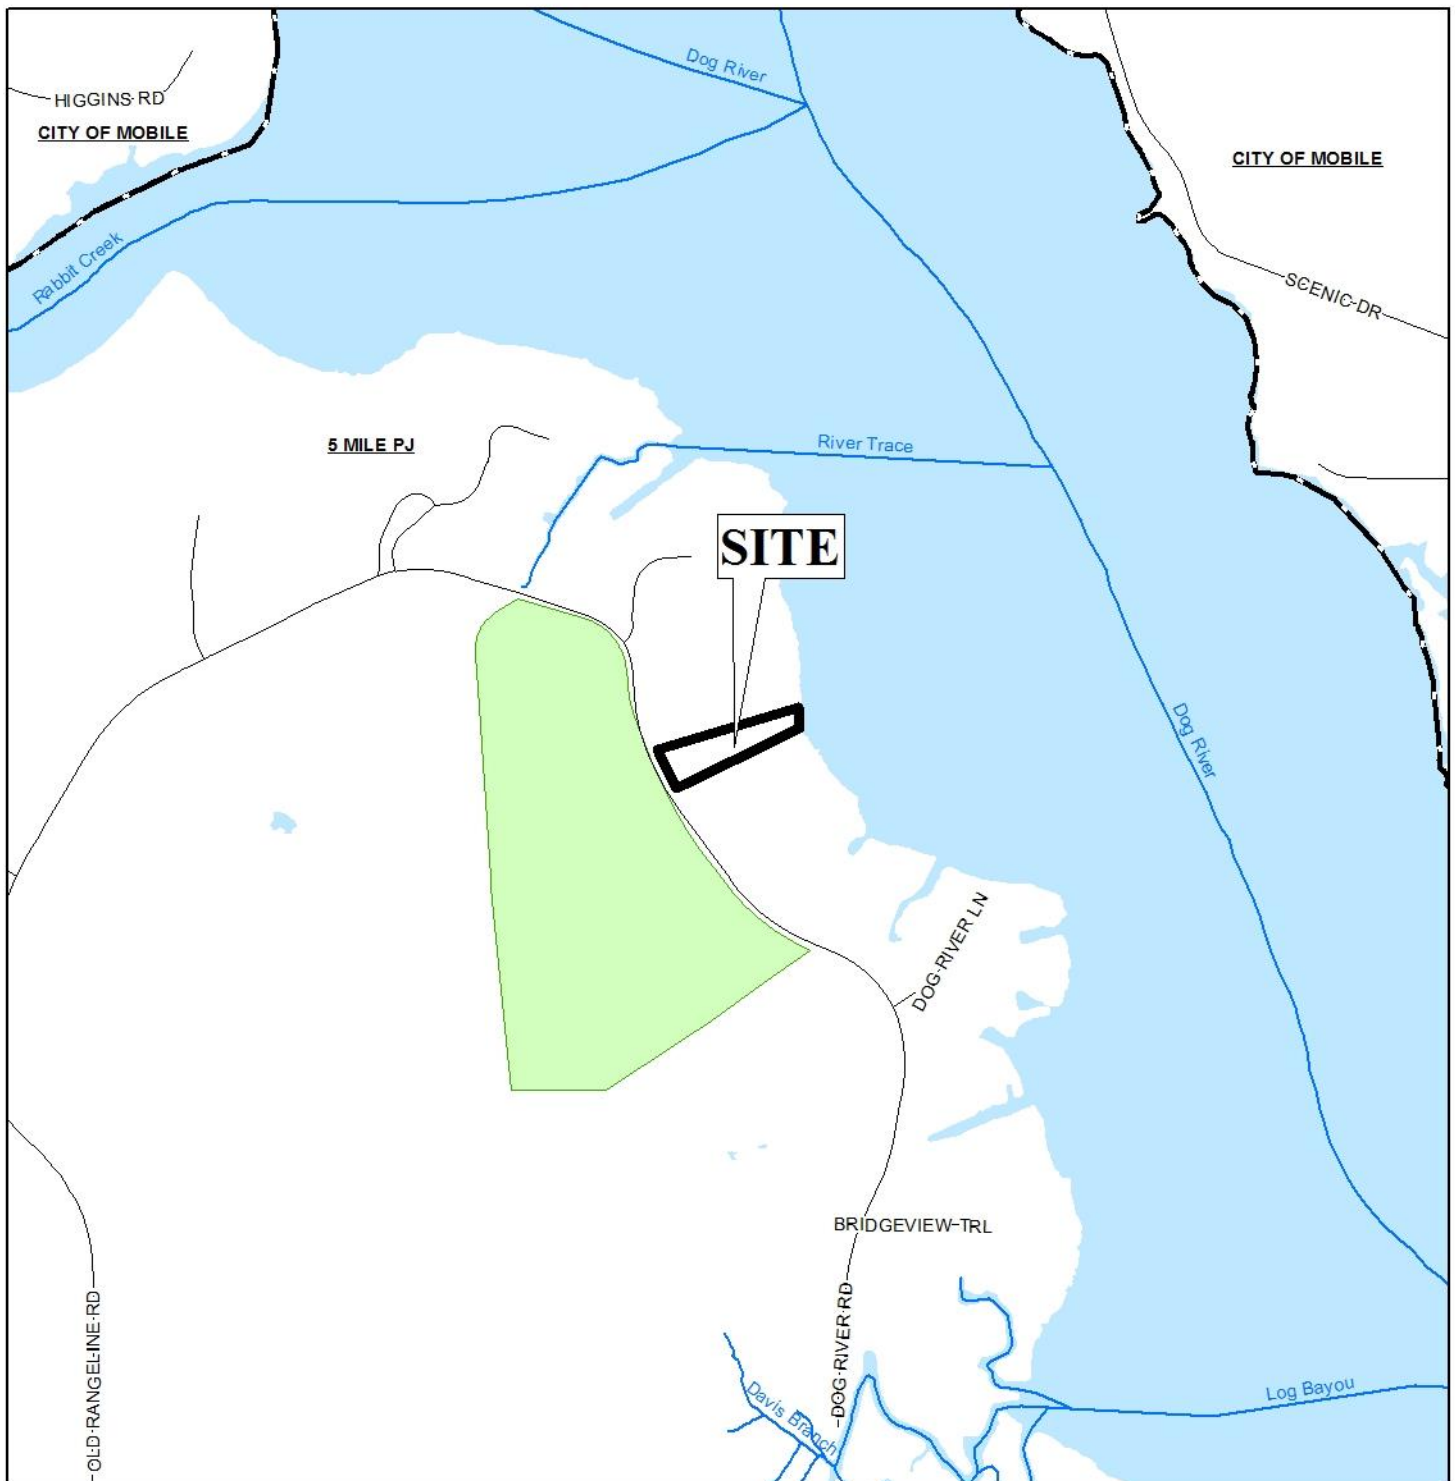 Dog River
HIGGINS RD
CITY OF MOBILE
CITY OF MOBILE
Rabbit Creek
SCENIC DR
5 MILE PJ
River Trace
SITE
Dog River
DOG RIVER LN
BRIDGEVIEW TRL
OLD RANGELINE RD
DOG RIVER RD
Davis Branch
Log Bayou